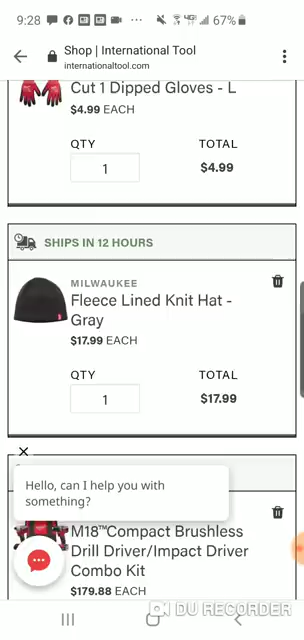 9:28
67%
Shop | International Tool
internationaltool.com
Cut 1 Dipped Gloves - L
$4.99 EACH
QTY TOTAL
1 $4.99
SHIPS IN 12 HOURS
MILWAUKEE
Fleece Lined Knit Hat -
Gray
$17.99 EACH
QTY TOTAL
1 $17.99
Hello, can I help you with
something?
M18™Compact Brushless
Drill Driver/Impact Driver
Combo Kit
$179.88 EACH
DU RECORDER